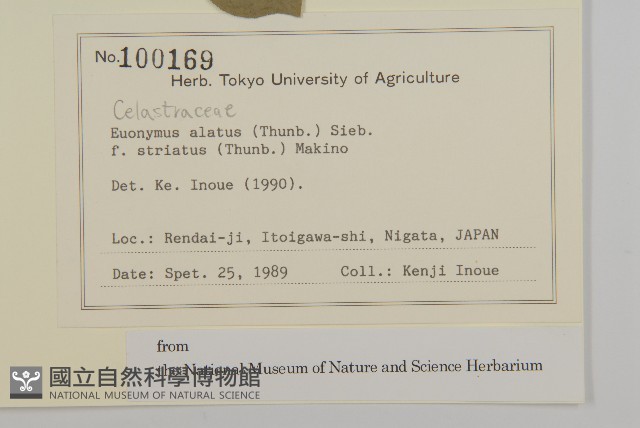 No. 100169
Herb. Tokyo University of Agriculture
Celastraceae
Euonymus alatus (Thunb.) Sieb.
f. striatus (Thunb.) Makino
Det. Ke. Inoue (1990).
Loc.: Rendai-ji, Itoigawa-shi, Nigata, JAPAN
Date: Spet. 25, 1989 Coll.: Kenji Inoue
from
the National Museum of Nature and Science Herbarium
國立自然科學博物館
NATIONAL MUSEUM OF NATURAL SCIENCE